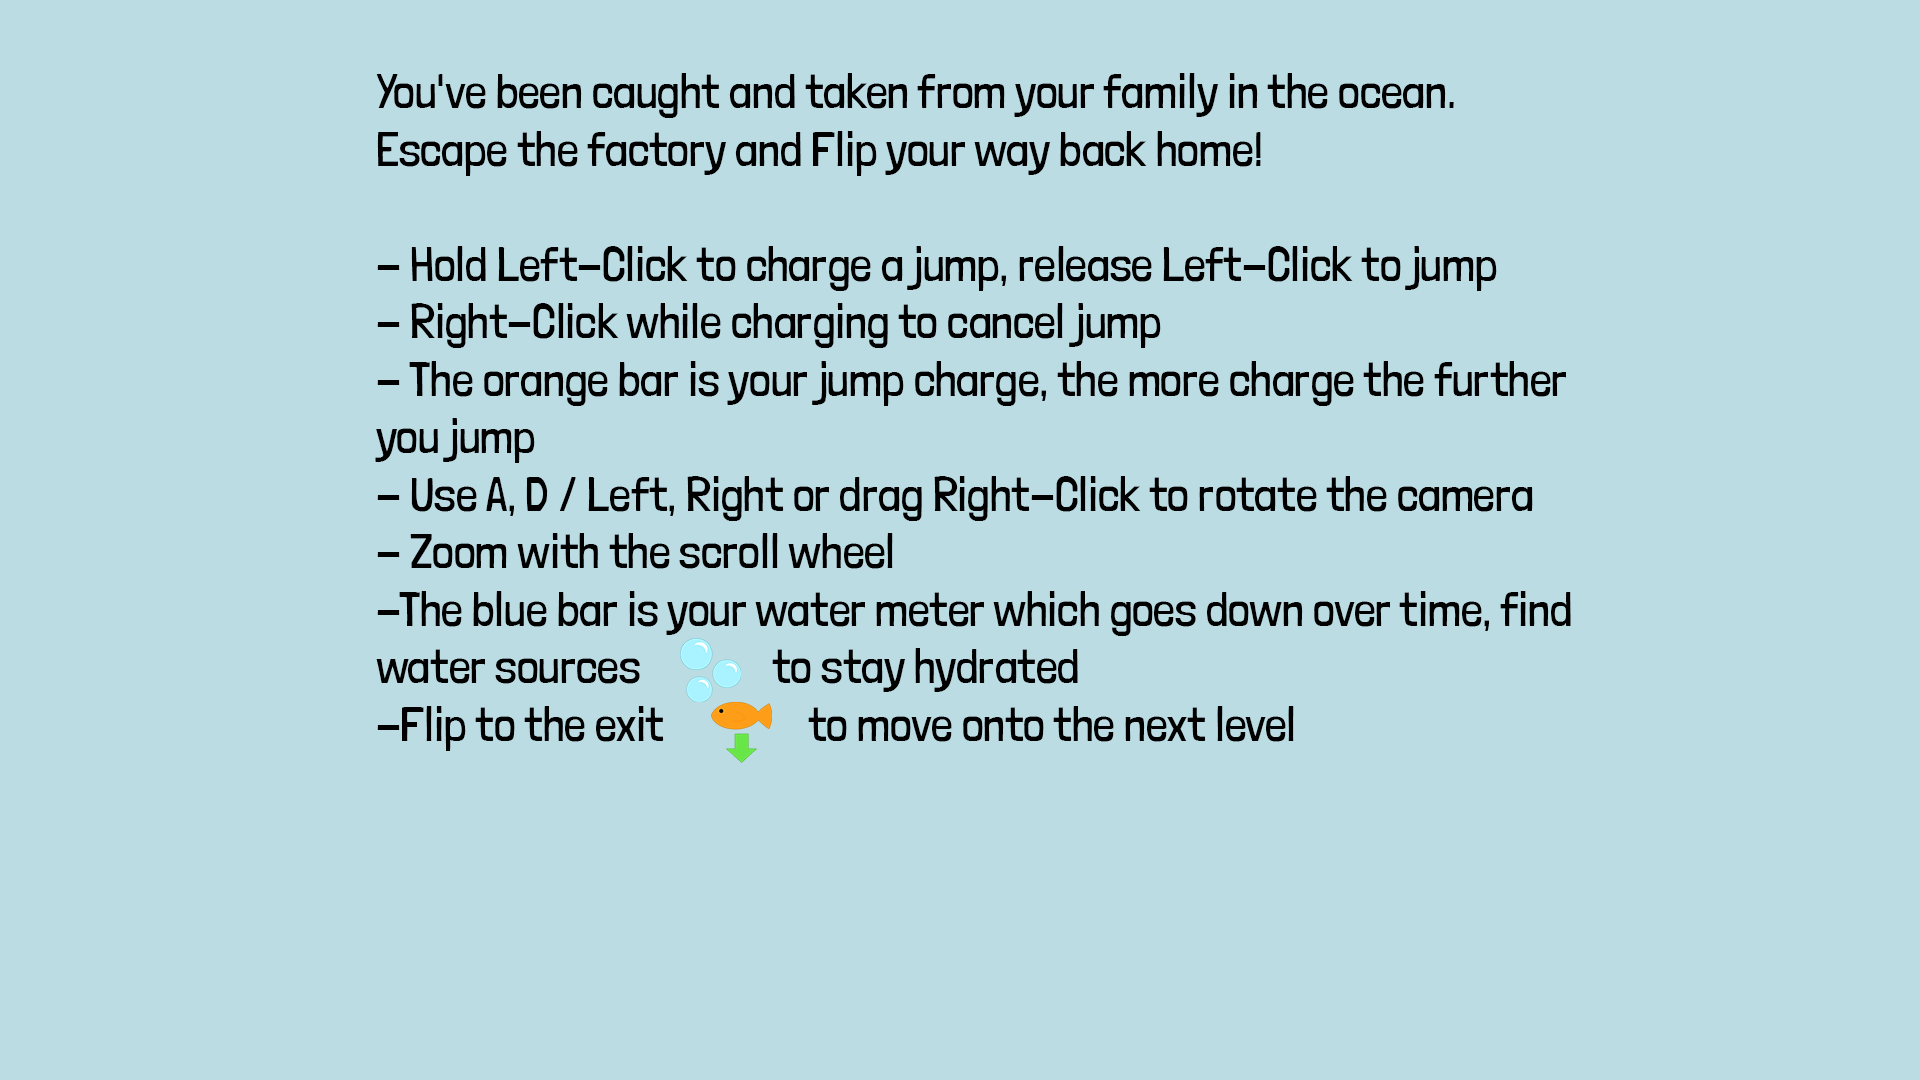 You've been caught and taken from your family in the ocean.
Escape the factory and Flip your way back home!
- Hold Left-Click to charge a jump, release Left-Click to jump
- Right-Click while charging to cancel jump
- The orange bar is your jump charge, the more charge the further
you jump
- Use A, D / Left, Right or drag Right-Click to rotate the camera
- Zoom with the scroll wheel
-The blue bar is your water meter which goes down over time, find
water sources to stay hydrated
-Flip to the exit to move onto the next level